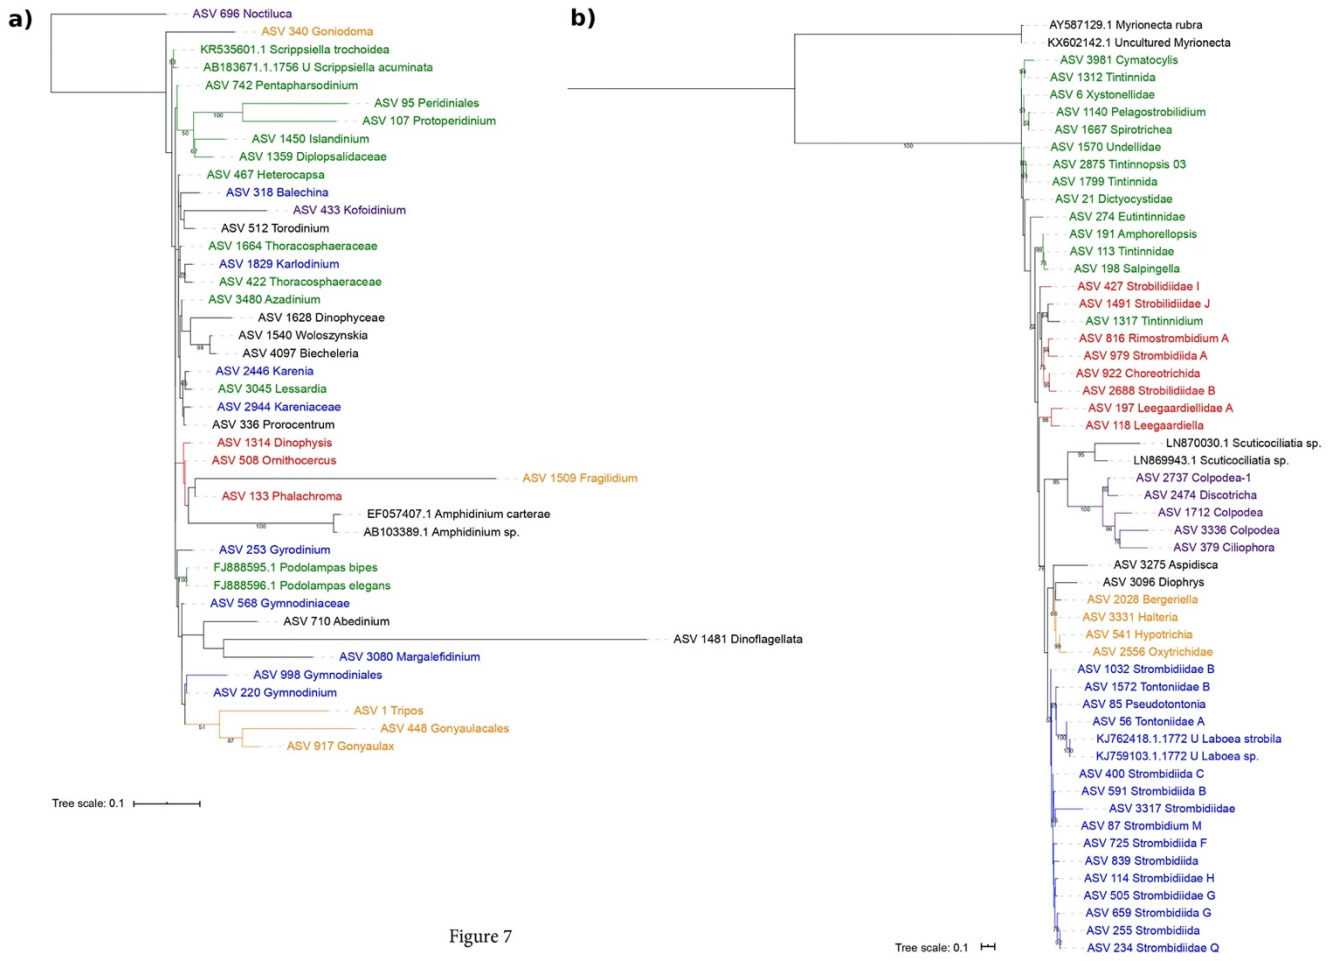 a)
ASV 696 Noctiluca
ASV 340 Goniodoma
KR535601.1 Scrippsiella trochoidea
AB183671.1.1756 U Scrippsiella acuminata
ASV 742 Pentapharsodinium
ASV 95 Peridiniales
100
ASV 107 Protoperidinium
50
ASV 1450 Islandinium
ASV 1359 Diplopsalidaceae
ASV 467 Heterocapsa
ASV 318 Balechina
ASV 433 Kofoidinium
ASV 512 Torodinium
ASV 1664 Thoracosphaeraceae
ASV 1829 Karlodinium
ASV 422 Thoracosphaeraceae
ASV 3480 Azadinium
ASV 1628 Dinophyceae
ASV 1540 Woloszynskia
98
ASV 4097 Biecheleria
ASV 2446 Karenia
ASV 3045 Lessardia
ASV 2944 Kareniaceae
ASV 336 Prorocentrum
ASV 1314 Dinophysis
ASV 508 Ornithocercus
ASV 1509 Fragilidium
ASV 133 Phalachroma
EF057407.1 Amphidinium carterae
100
AB103389.1 Amphidinium sp.
ASV 253 Gyrodinium
FJ888595.1 Podolampas bipes
100
FJ888596.1 Podolampas elegans
ASV 568 Gymnodiniaceae
ASV 710 Abedinium
ASV 1481 Dinoflagellata
ASV 3080 Margalefidinium
ASV 998 Gymnodiniales
ASV 220 Gymnodinium
ASV 1 Tripos
51
ASV 448 Gonyaulacales
87
ASV 917 Gonyaulax
Tree scale: 0.1
b)
AY587129.1 Myrionecta rubra
KX602142.1 Uncultured Myrionecta
ASV 3981 Cymatocylis
ASV 1312 Tintinnida
ASV 6 Xystonellidae
ASV 1140 Pelagostrobilidium
ASV 1667 Spirotrichea
100
ASV 1570 Undellidae
ASV 2875 Tintinnopsis 03
ASV 1799 Tintinnida
ASV 21 Dictyocystidae
ASV 274 Eutintinnidae
ASV 191 Amphorellopsis
ASV 113 Tintinnidae
ASV 198 Salpingella
ASV 427 Strobilidiidae I
ASV 1491 Strobilidiidae J
ASV 1317 Tintinnidium
ASV 816 Rimostrombidium A
ASV 979 Strombidiida A
ASV 922 Choreotrichida
ASV 2688 Strobilidiidae B
ASV 197 Leegaardiellidae A
98
ASV 118 Leegaardiella
LN870030.1 Scuticociliatia sp.
95
LN869943.1 Scuticociliatia sp.
85
ASV 2737 Colpodea-1
ASV 2474 Discotricha
100
ASV 1712 Colpodea
ASV 3336 Colpodea
ASV 379 Ciliophora
ASV 3275 Aspidisca
ASV 3096 Diophrys
ASV 2028 Bergeriella
ASV 3331 Halteria
ASV 541 Hypotrichia
99
ASV 2556 Oxytrichidae
ASV 1032 Strombidiidae B
ASV 1572 Tontoniidae B
ASV 85 Pseudotontonia
ASV 56 Tontoniidae A
100
KJ762418.1.1772 U Laboea strobila
100
KJ759103.1.1772 U Laboea sp.
ASV 400 Strombidiida C
ASV 591 Strombidiida B
ASV 3317 Strombidiidae
ASV 87 Strombidium M
ASV 725 Strombidiida F
ASV 839 Strombidiida
ASV 114 Strombidiidae H
ASV 505 Strombidiidae G
ASV 659 Strombidiida G
ASV 255 Strombidiida
ASV 234 Strombidiidae Q
Tree scale: 0.1
Figure 7